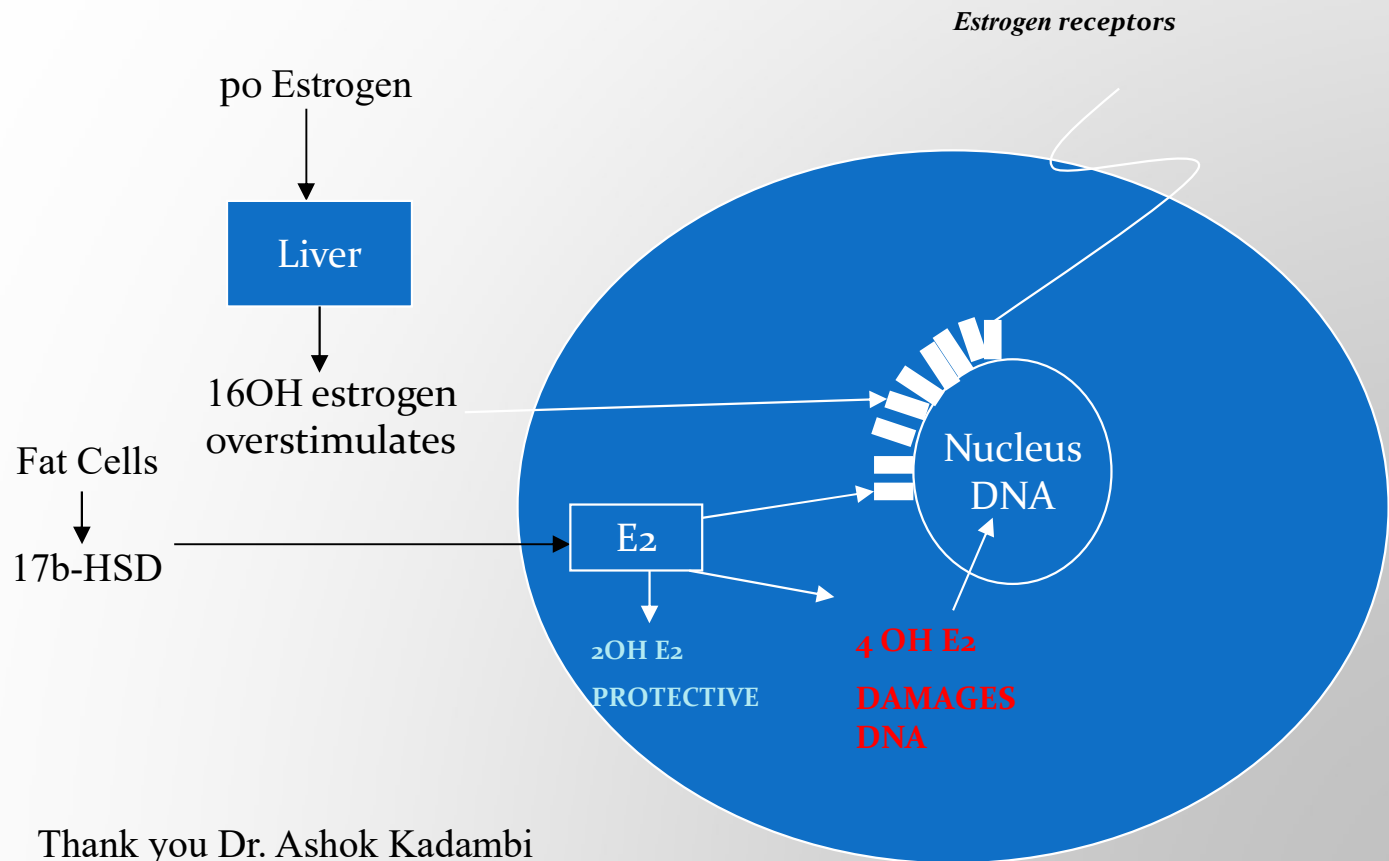 Estrogen receptors
po Estrogen
Liver
16OH estrogen
overstimulates
Fat Cells
17b-HSD
Nucleus
DNA
E2
2OH E2
PROTECTIVE
4 OH E2
DAMAGES
DNA
Thank you Dr. Ashok Kadambi